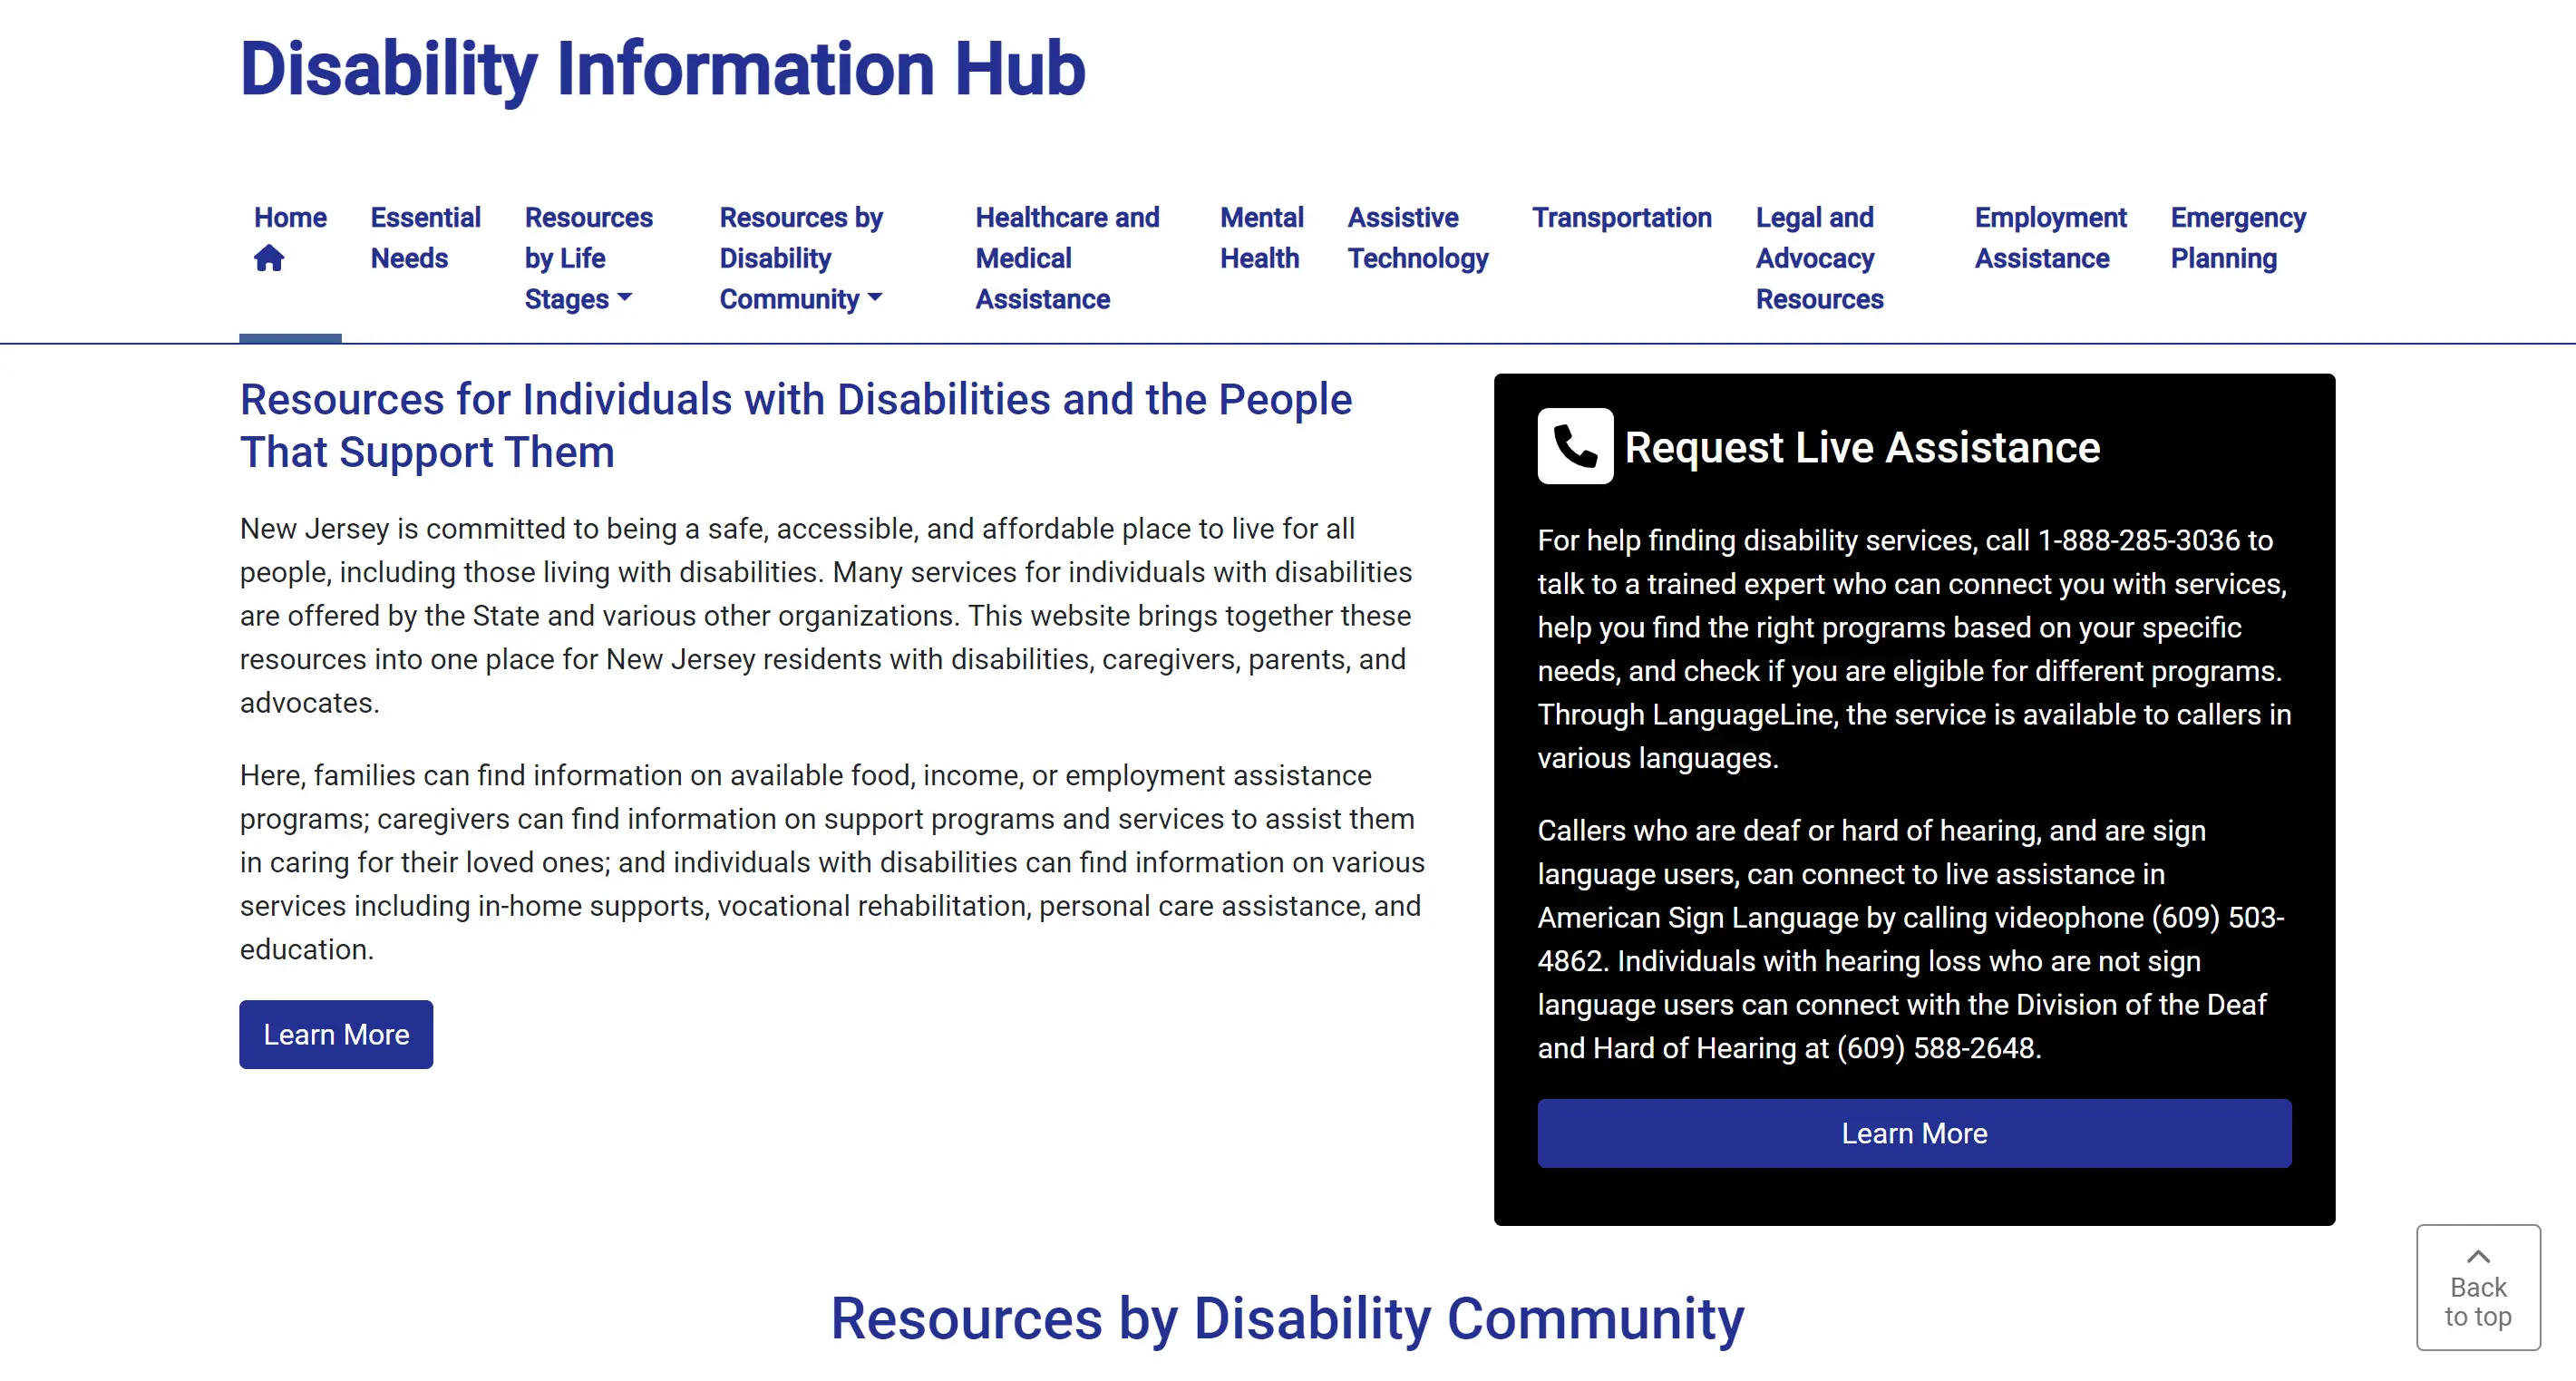 Disability Information Hub
Home
Essential
Needs
Resources
by Life
Stages
Resources by
Disability
Community
Healthcare and
Medical
Assistance
Mental
Health
Assistive
Technology
Transportation
Legal and
Advocacy
Resources
Employment
Assistance
Emergency
Planning
Resources for Individuals with Disabilities and the People
That Support Them
New Jersey is committed to being a safe, accessible, and affordable place to live for all
people, including those living with disabilities. Many services for individuals with disabilities
are offered by the State and various other organizations. This website brings together these
resources into one place for New Jersey residents with disabilities, caregivers, parents, and
advocates.
Here, families can find information on available food, income, or employment assistance
programs; caregivers can find information on support programs and services to assist them
in caring for their loved ones; and individuals with disabilities can find information on various
services including in-home supports, vocational rehabilitation, personal care assistance, and
education.
Learn More
Request Live Assistance
For help finding disability services, call 1-888-285-3036 to
talk to a trained expert who can connect you with services,
help you find the right programs based on your specific
needs, and check if you are eligible for different programs.
Through LanguageLine, the service is available to callers in
various languages.
Callers who are deaf or hard of hearing, and are sign
language users, can connect to live assistance in
American Sign Language by calling videophone (609) 503-
4862. Individuals with hearing loss who are not sign
language users can connect with the Division of the Deaf
and Hard of Hearing at (609) 588-2648.
Learn More
Resources by Disability Community
Back
to top